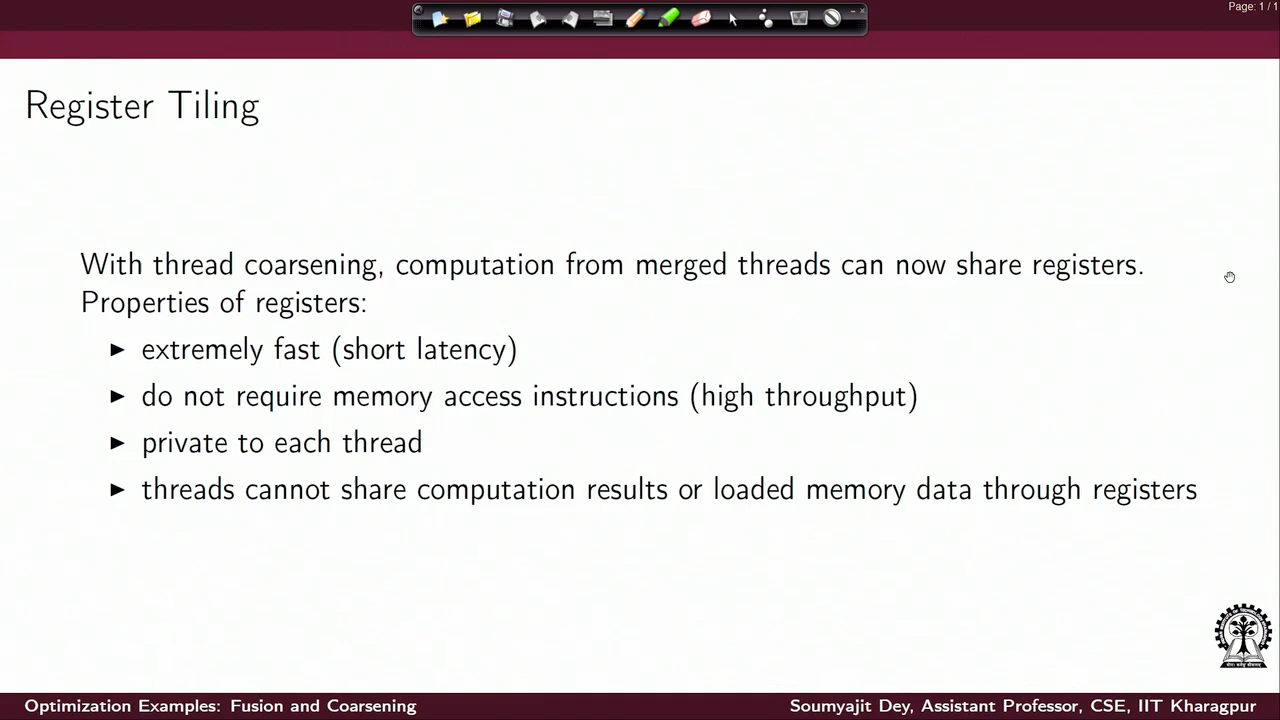 Page: 1 / 1
Register Tiling
With thread coarsening, computation from merged threads can now share registers.
Properties of registers:
▶ extremely fast (short latency)
▶ do not require memory access instructions (high throughput)
▶ private to each thread
▶ threads cannot share computation results or loaded memory data through registers
Optimization Examples: Fusion and Coarsening
Soumyajit Dey, Assistant Professor, CSE, IIT Kharagpur